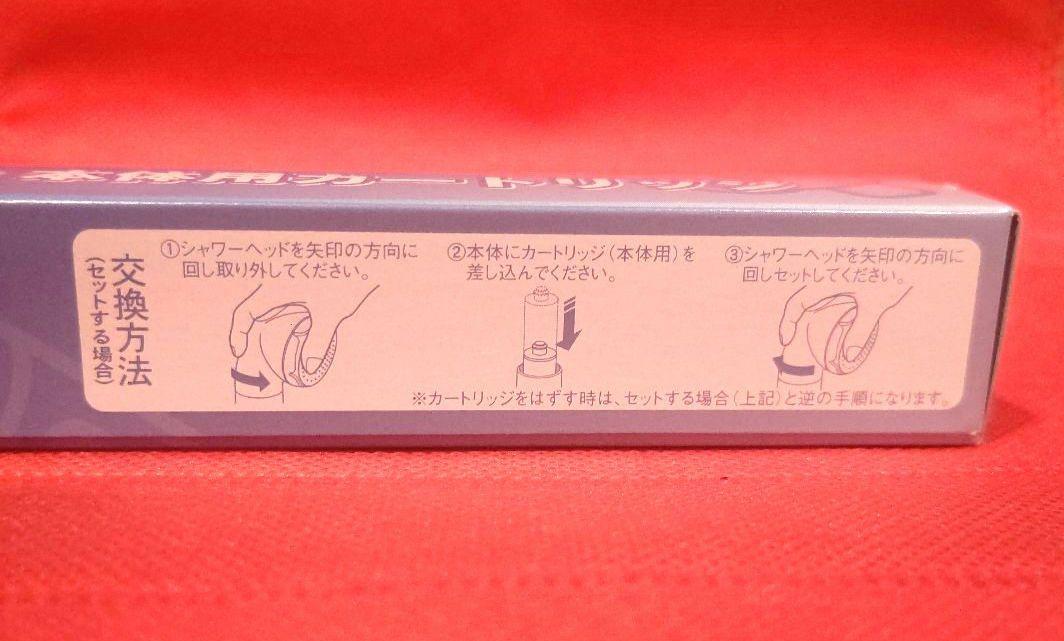 本体用カートリッジ
交換方法
(セットする場合)
①シャワーヘッドを矢印の方向に
回し取り外してください。
②本体にカートリッジ(本体用)を
差し込んでください。
③シャワーヘッドを矢印の方向に
回しセットしてください。
※カートリッジをはずす時は、セットする場合(上記)と逆の手順になります。